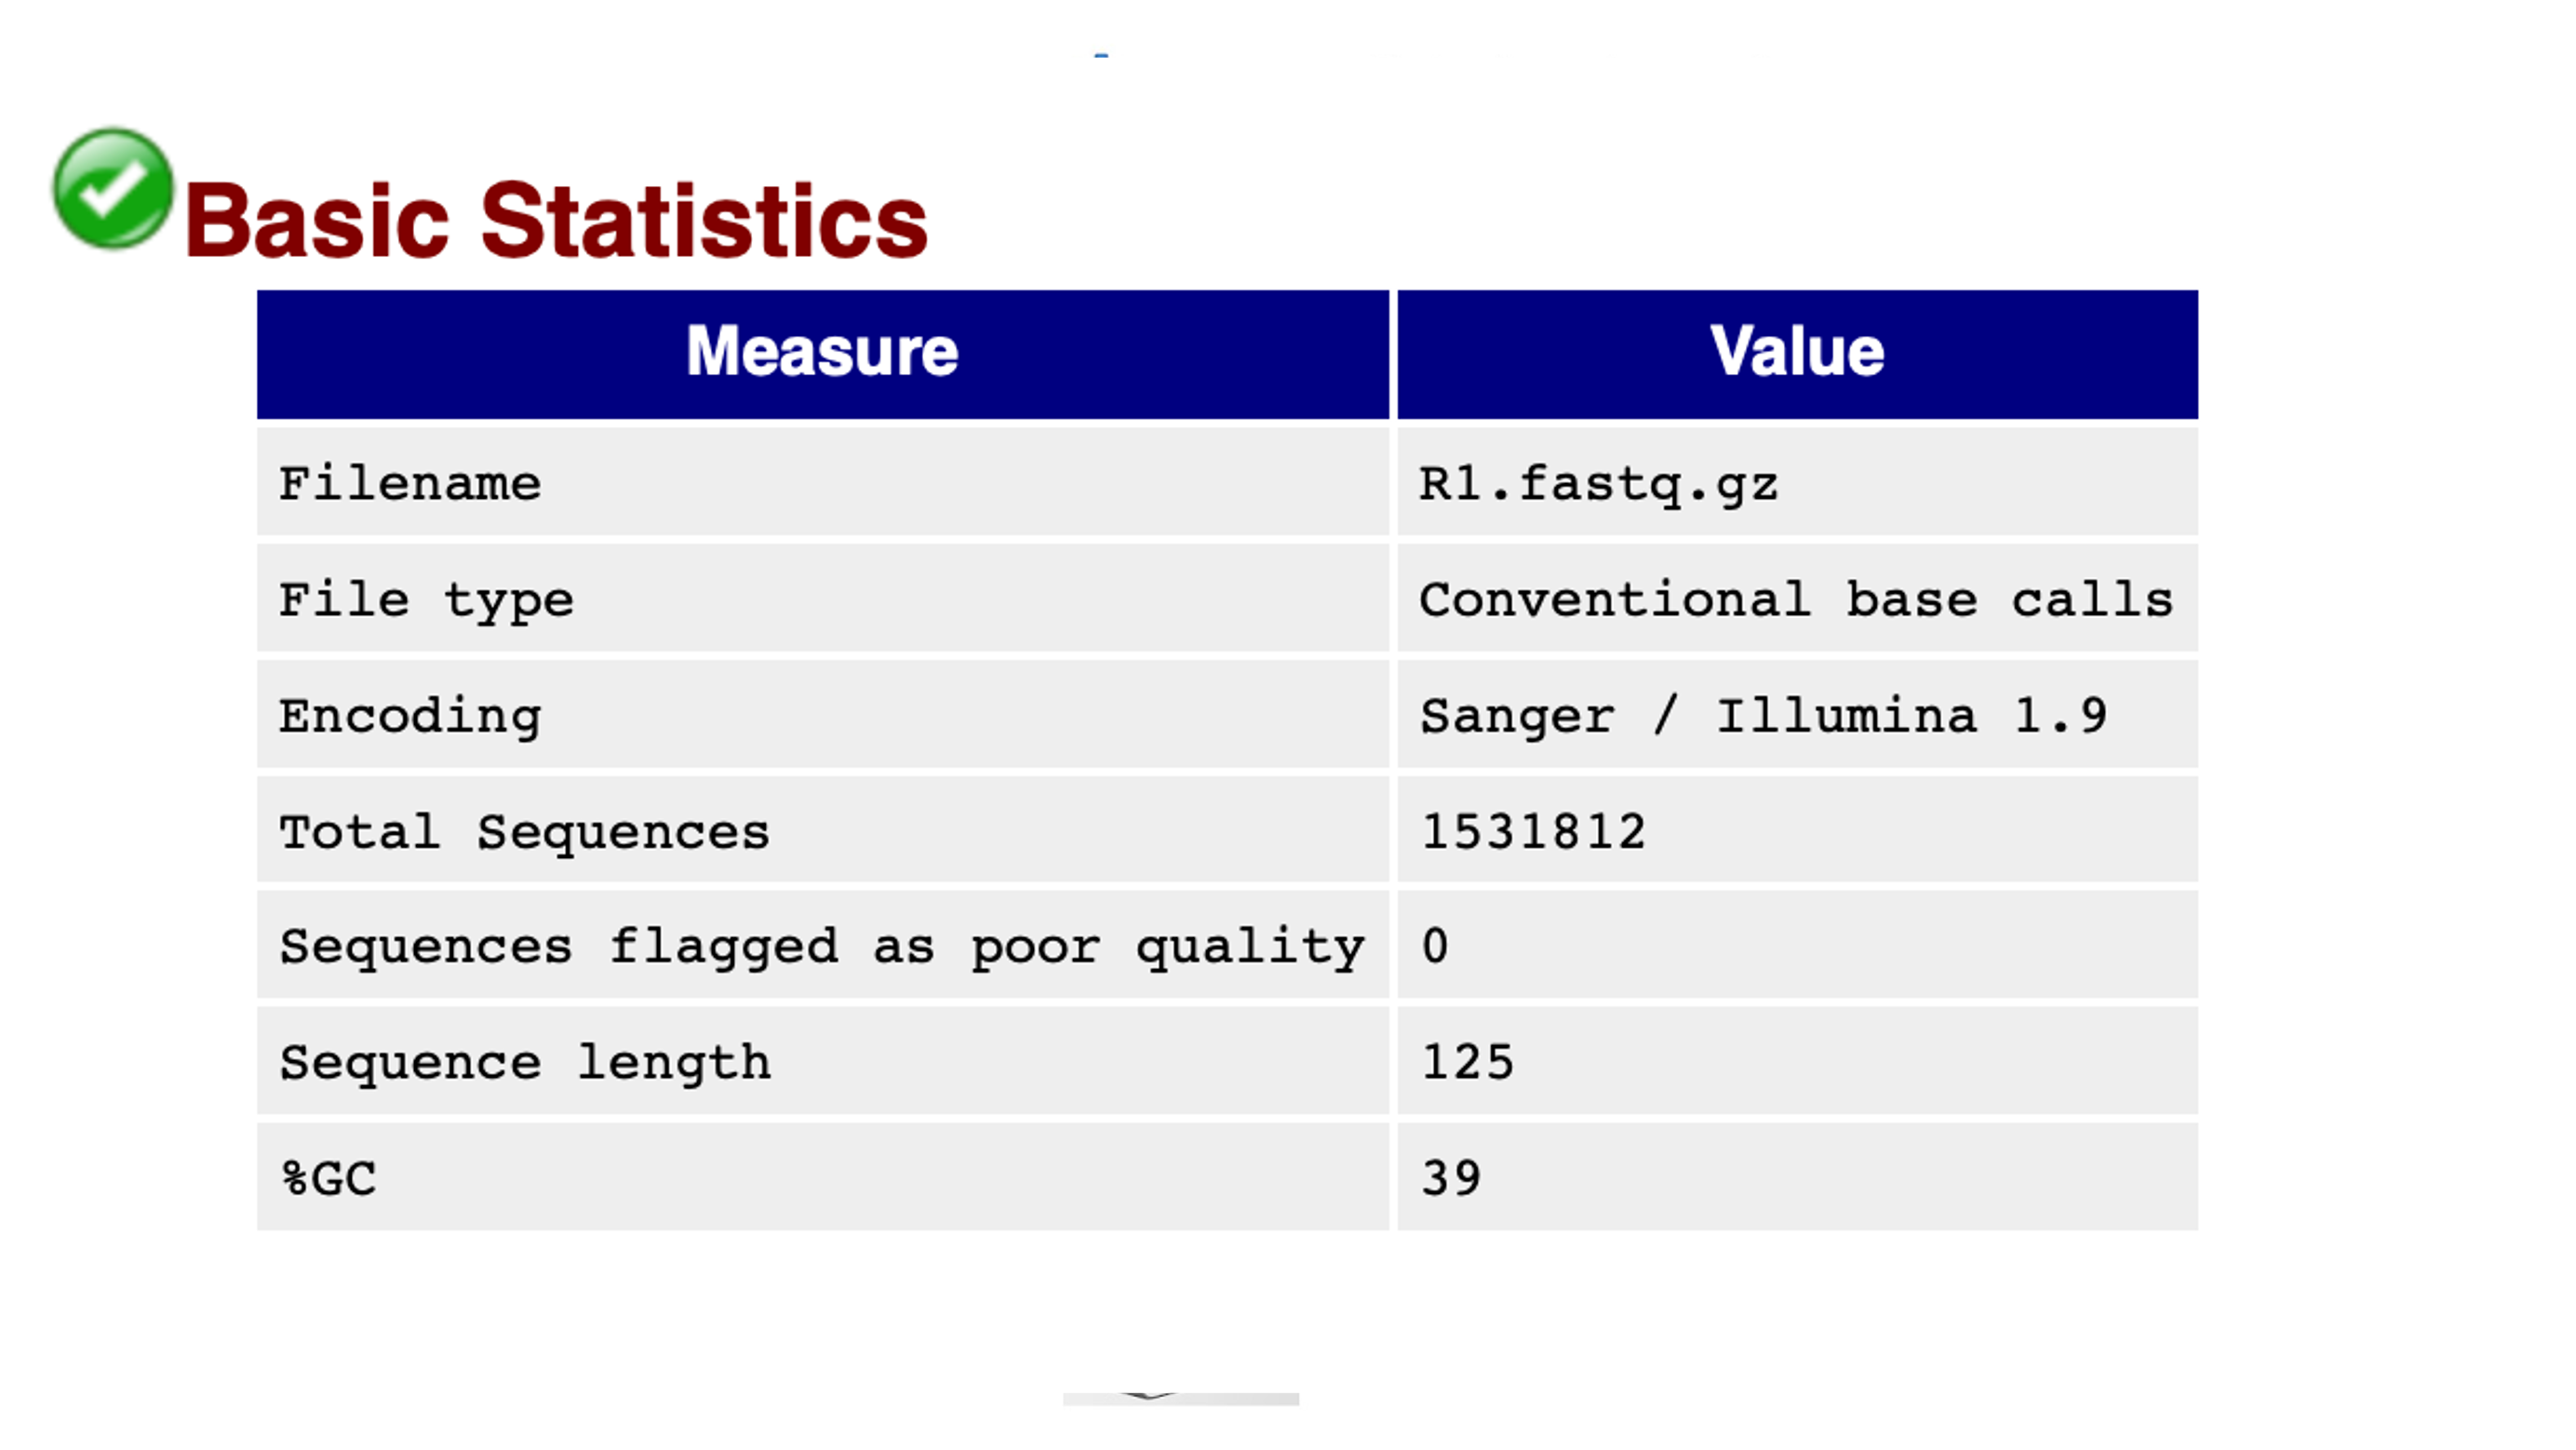 Basic Statistics
Measure Value
Filename R1.fastq.gz
File type Conventional base calls
Encoding Sanger / Illumina 1.9
Total Sequences 1531812
Sequences flagged as poor quality 0
Sequence length 125
%GC 39